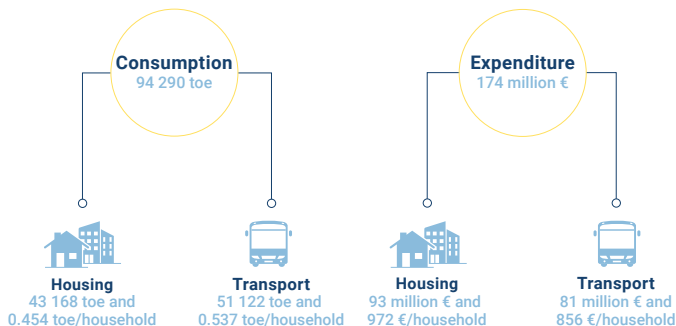 Consumption
94 290 toe
Expenditure
174 million €
Housing
43 168 toe and
0.454 toe/household
Transport
51 122 toe and
0.537 toe/household
Housing
93 million € and
972 €/household
Transport
81 million € and
856 €/household